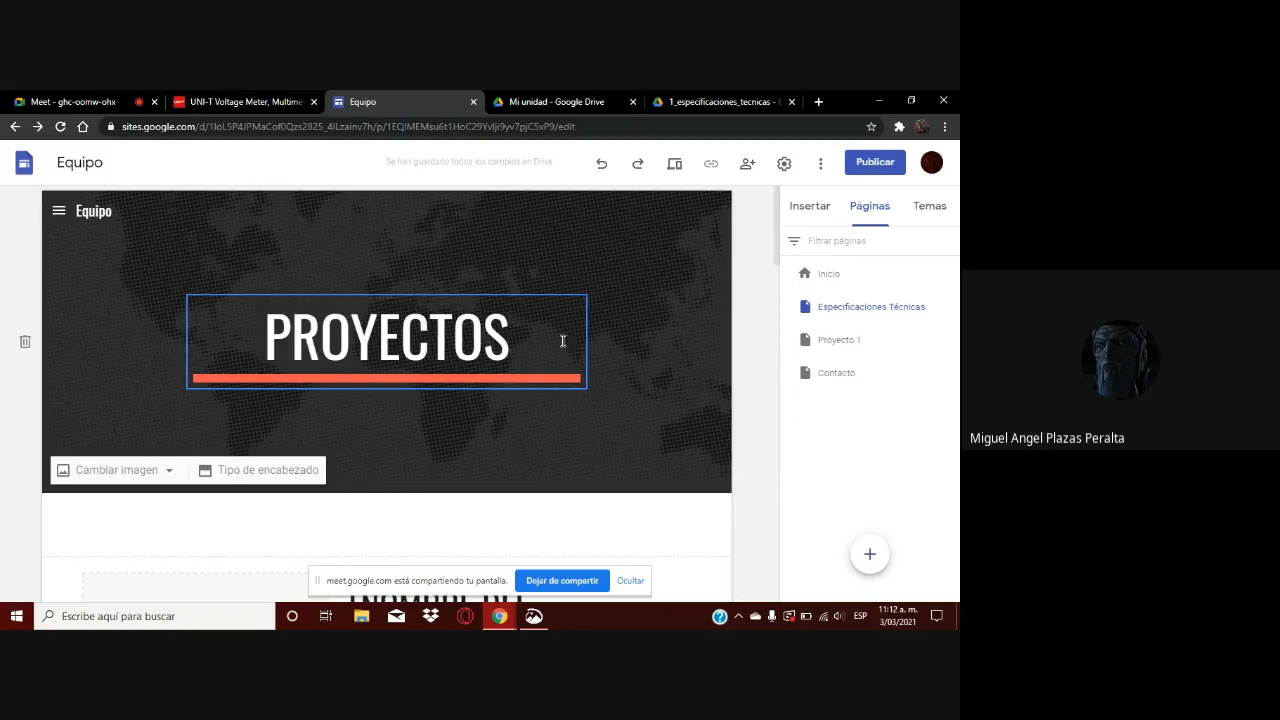 Meet - ghc-oomw-ohx
UNI-T Voltage Meter, Multime
Equipo
Mi unidad - Google Drive
1_especificaciones_tecnicas - G
Equipo
Se han guardado todos los cambios en Drive
Publicar
Equipo
PROYECTOS
Cambiar imagen
Tipo de encabezado
Insertar
Páginas
Temas
Filtrar páginas
Inicio
Especificaciones Técnicas
Proyecto 1
Contacto
meet.google.com está compartiendo tu pantalla.
Dejar de compartir
Ocultar
Escribe aquí para buscar
ESP
11:12 a. m.
3/03/2021
Miguel Angel Plazas Peralta